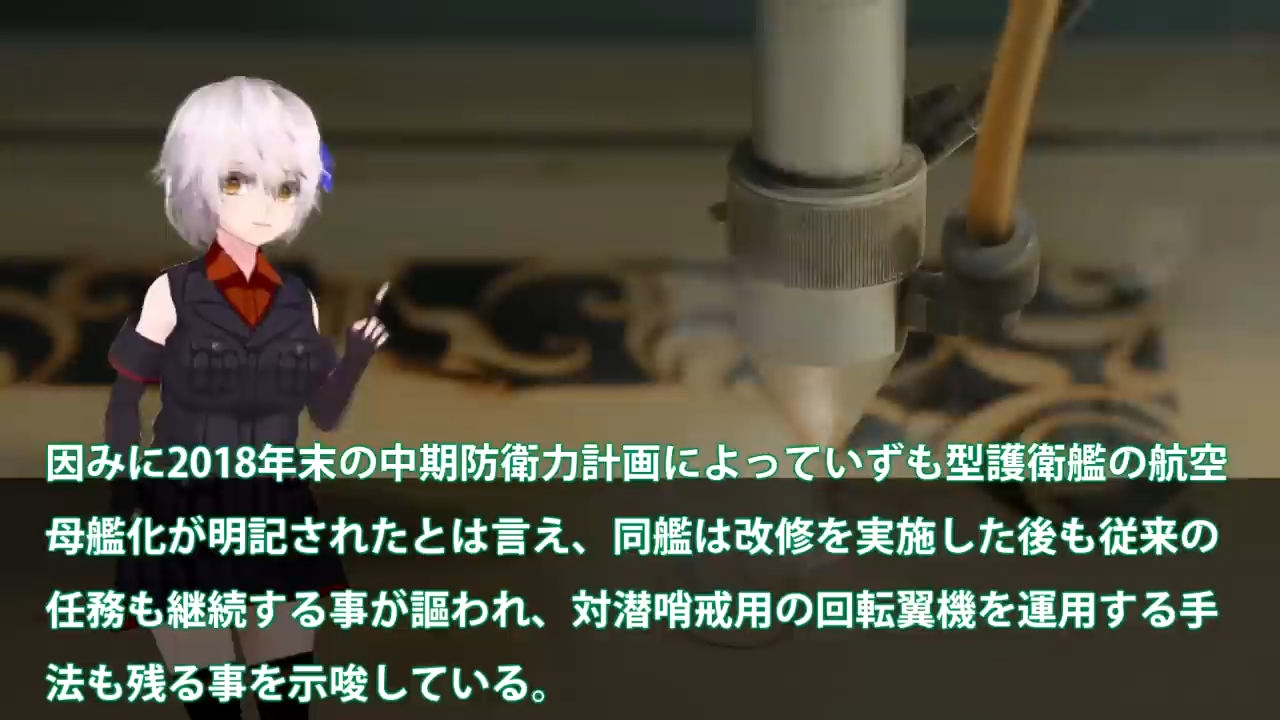 因みに2018年末の中期防衛力計画によっていずも型護衛艦の航空
母艦化が明記されたとは言え、同艦は改修を実施した後も従来の
任務も継続する事が謳われ、対潜哨戒用の回転翼機を運用する手
法も残る事を示唆している。